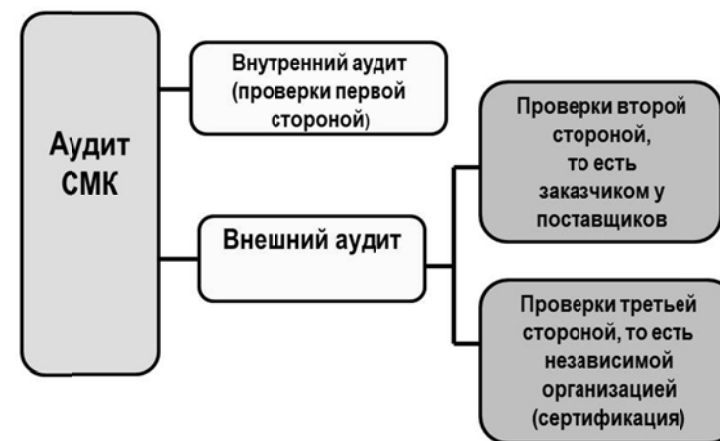 Аудит
СМК
Внутренний аудит
(проверки первой
стороной)
Внешний аудит
Проверки второй
стороной,
то есть
заказчиком у
поставщиков
Проверки третьей
стороной, то есть
независимой
организацией
(сертификация)